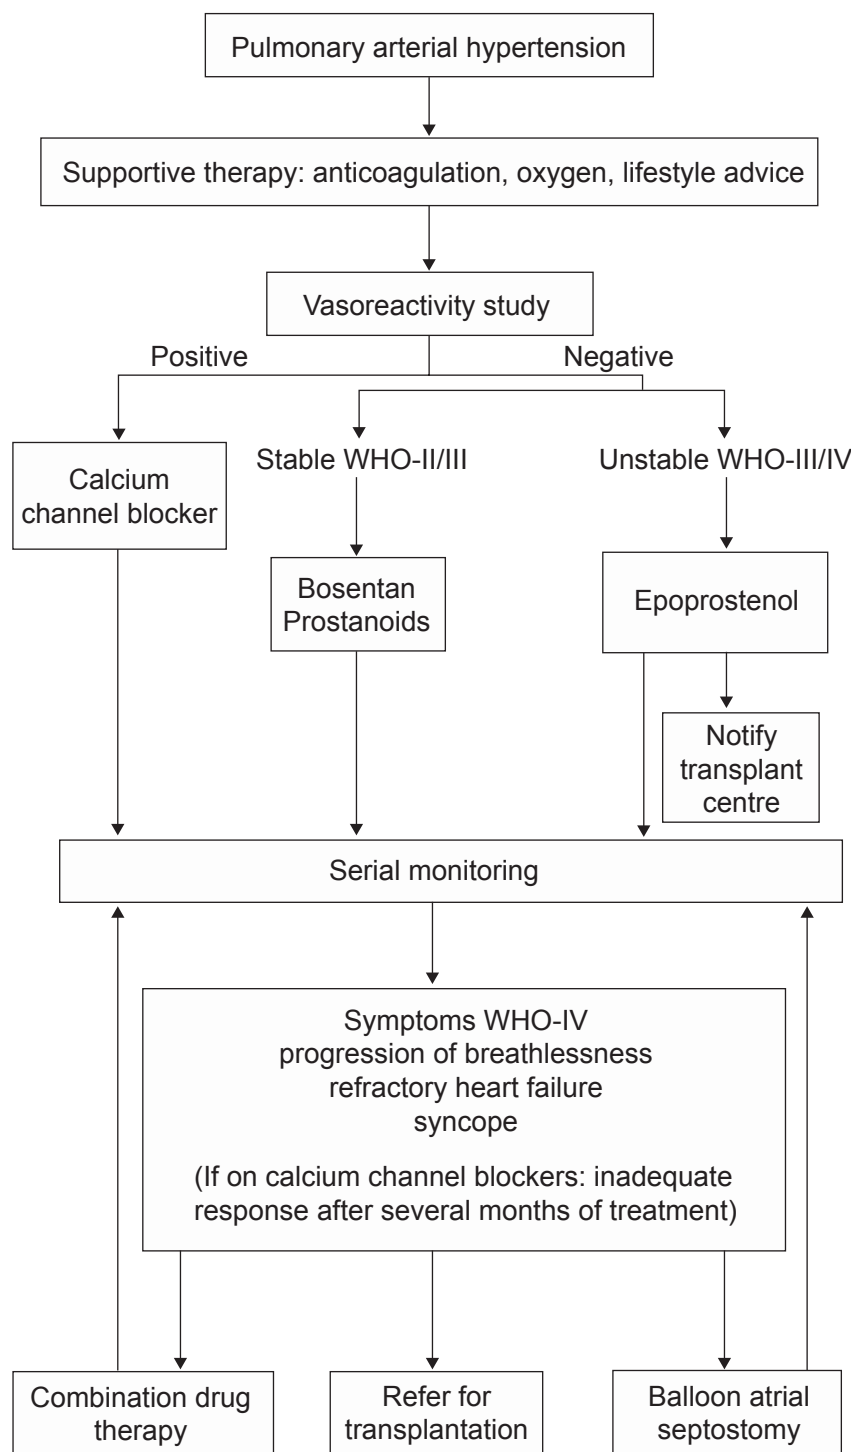 Pulmonary arterial hypertension
Supportive therapy: anticoagulation, oxygen, lifestyle advice
Vasoreactivity study
Positive
Negative
Calcium
channel blocker
Stable WHO-II/III
Unstable WHO-III/IV
Bosentan
Prostanoids
Epoprostenol
Notify
transplant
centre
Serial monitoring
Symptoms WHO-IV
progression of breathlessness
refractory heart failure
syncope
(If on calcium channel blockers: inadequate
response after several months of treatment)
Combination drug
therapy
Refer for
transplantation
Balloon atrial
septostomy